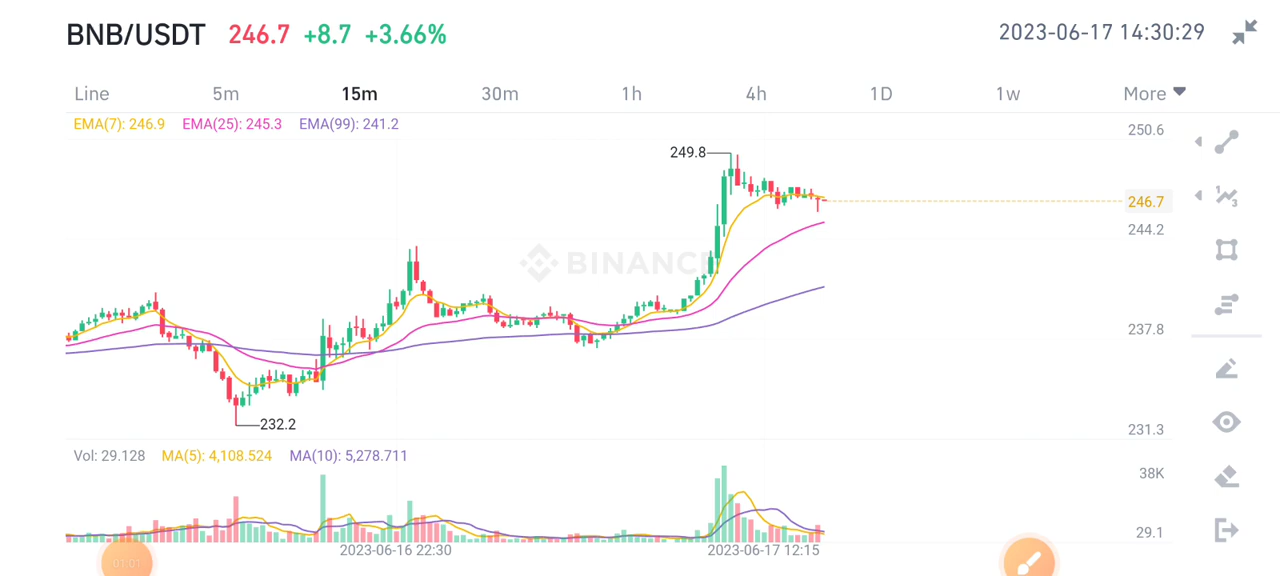 BNB/USDT 246.7 +8.7 +3.66% 2023-06-17 14:30:29
Line 5m 15m 30m 1h 4h 1D 1w More
EMA(7): 246.9 EMA(25): 245.3 EMA(99): 241.2
250.6
249.8
246.7
244.2
BINANCE
237.8
232.2
231.3
Vol: 29.128 MA(5): 4,108.524 MA(10): 5,278.711
38K
29.1
2023-06-16 22:30 2023-06-17 12:15
01:01